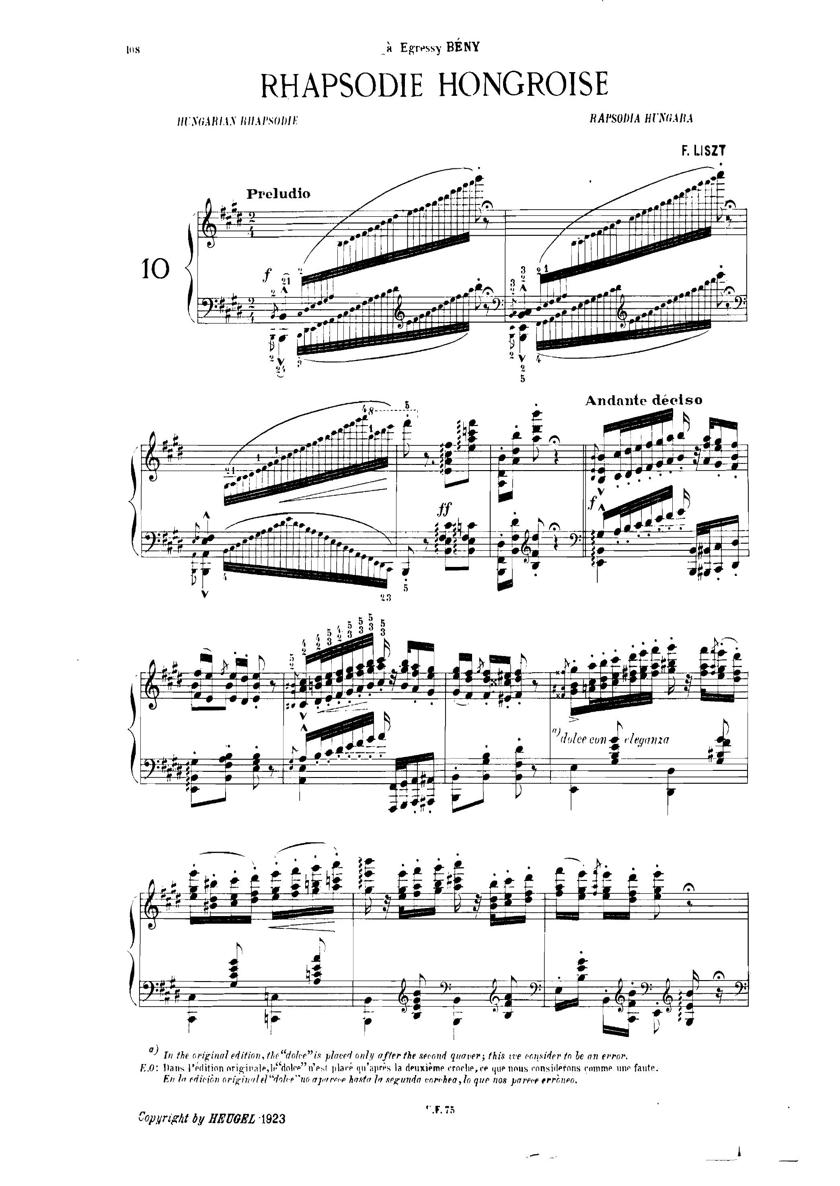 108
à Egressy BÉNY
RHAPSODIE HONGROISE
HUNGARIAN RHAPSODIE
RAPSODIA HUNGARA
F. LISZT
Preludio
10
f
8
Andante déciso
ff
f
a) dolce con eleganza
a) In the original edition, the "dolce" is placed only after the second quaver; this we consider to be an error.
E.O: Dans l'édition originale, le "dolce" n'est placé qu'après la deuxième croche, ce que nous considerons comme une faute.
En la edición original el "dolce" no aparece hasta la segunda corchea, lo que nos parece erróneo.
Copyright by HEUGEL 1923